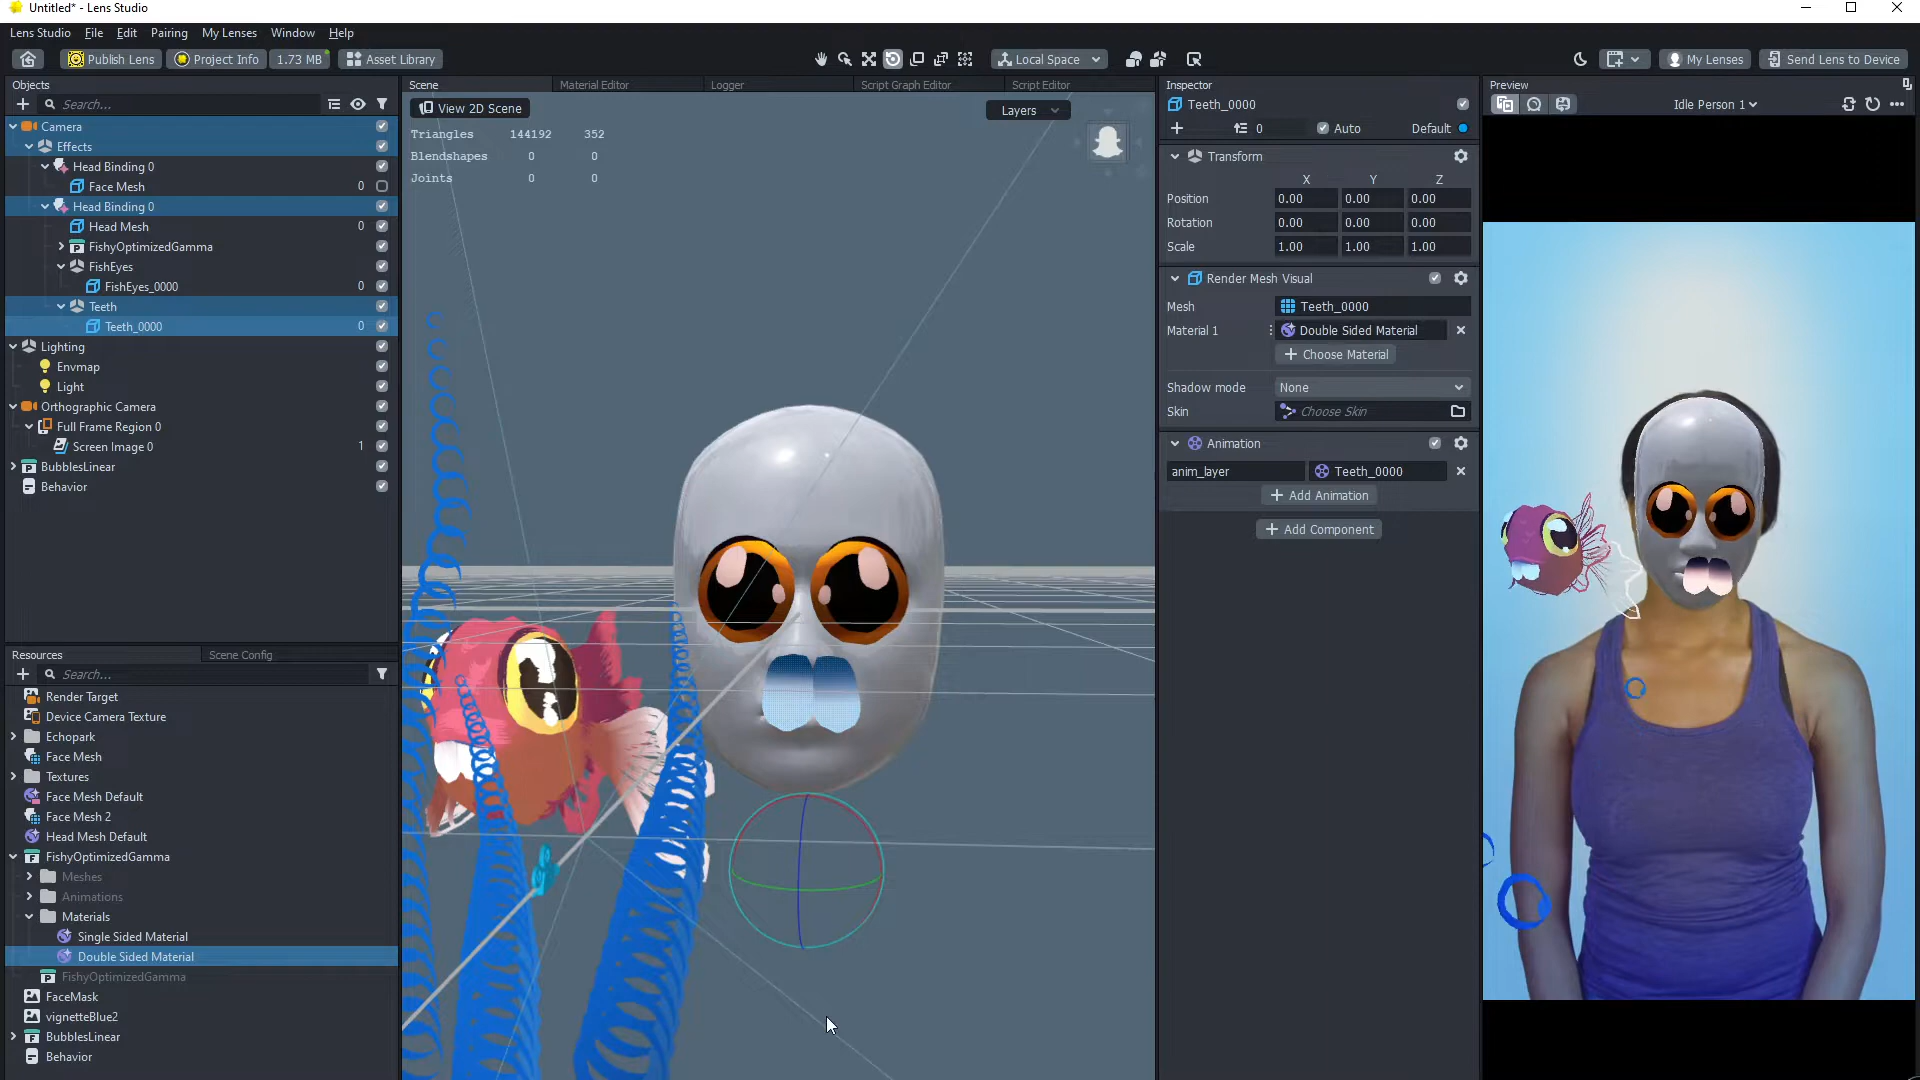 Untitled* - Lens Studio
Lens Studio File Edit Pairing My Lenses Window Help
Publish Lens Project Info 1.73 MB Asset Library Local Space My Lenses Send Lens to Device
Objects
Search...
Camera
Effects
Head Binding 0
Face Mesh 0
Head Binding 0
Head Mesh 0
FishyOptimizedGamma
FishEyes
FishEyes_0000 0
Teeth
Teeth_0000 0
Lighting
Envmap
Light
Orthographic Camera
Full Frame Region 0
Screen Image 0 1
BubblesLinear
Behavior
Resources Scene Config
Search...
Render Target
Device Camera Texture
Echopark
Face Mesh
Textures
Face Mesh Default
Face Mesh 2
Head Mesh Default
FishyOptimizedGamma
Meshes
Animations
Materials
Single Sided Material
Double Sided Material
FishyOptimizedGamma
FaceMask
vignetteBlue2
BubblesLinear
Behavior
Scene Material Editor Logger Script Graph Editor Script Editor
View 2D Scene Layers
Triangles 144192 352
Blendshapes 0 0
Joints 0 0
Inspector
Teeth_0000
0 Auto Default
Transform
X Y Z
Position 0.00 0.00 0.00
Rotation 0.00 0.00 0.00
Scale 1.00 1.00 1.00
Render Mesh Visual
Mesh Teeth_0000
Material 1 Double Sided Material
Choose Material
Shadow mode None
Skin Choose Skin
Animation
anim_layer Teeth_0000
Add Animation
Add Component
Preview
Idle Person 1